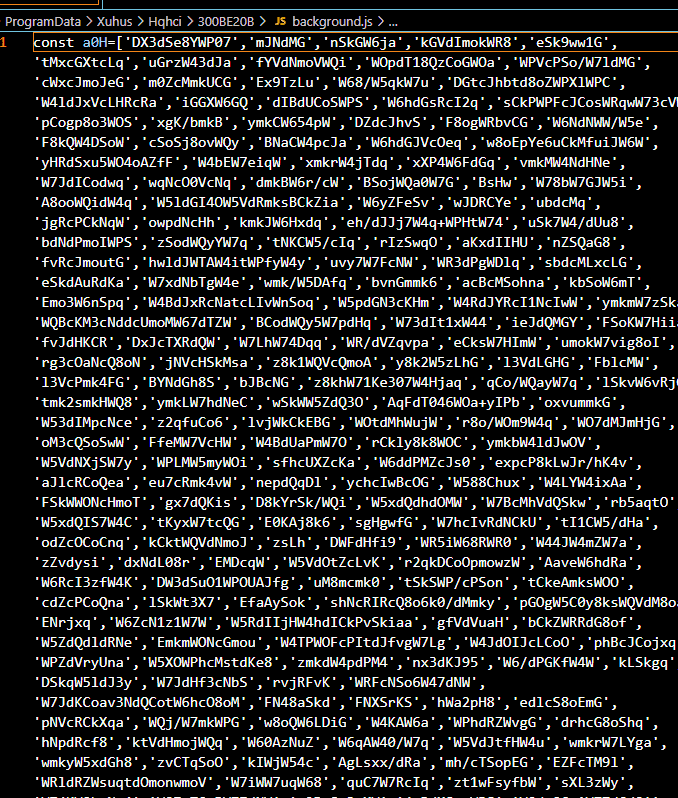 ProgramData > Xuhus > Hqhci > 300BE20B > JS background.js > ...
1 const a0H=['DX3dSe8YWP07','mJNdMG','nSkGW6ja','kGVdImokWR8','eSk9ww1G',
'tMxcGXtcLq','uGrzW43dJa','fYVdNmoVWQi','WOpdT18QzCoGWOa','WPVcPSo/W7ldMG',
'cWxcJmoJeG','m0ZcMmkUCG','Ex9TzLu','W68/W5qkW7u','DGtcJhbtd8oZWPXlWPC',
'W4ldJxVcLHRcRa','iGGXW6GQ','dIBdUCoSWPS','W6hdGsRcI2q','sCkPWPFcJCosWRqwW73cV
'pCogp8o3WOS','xgK/bmkB','ymkCW654pW','DZdcJhvS','F8ogWRbvCG','W6NdNWW/W5e',
'F8kQW4DSoW','cSoSj8ovWQy','BNaCW4pcJa','W6hdGJVcOeq','w8oEpYe6uCkMfuiJW6W',
'yHRdSxu5WO4oAZfF','W4bEW7eiqW','xmkrW4jTdq','xXP4W6FdGq','vmkMW4NdHNe',
'W7JdICodwq','wqNcO0VcNq','dmkBW6r/cW','BSojWQa0W7G','BsHw','W78bW7GJW5i',
'A8ooWQidW4q','W5ldGI4OW5VdRmksBCkZia','W6yZFeSv','wJDRCYe','ubdcMq',
'jgRcPCkNqW','owpdNcHh','kmkJW6Hxdq','eh/dJJj7W4q+WPHtW74','uSk7W4/dUu8',
'bdNdPmoIWPS','zSodWQyYW7q','tNKCW5/cIq','rIzSwqO','aKxdIIHU','nZSQaG8',
'fvRcJmoutG','hwldJWTAW4itWPfyW4y','uvy7W7FcNW','WR3dPgWDlq','sbdcMLxcLG',
'eSkdAuRdKa','W7xdNbTgW4e','wmk/W5DAfq','bvnGmmk6','acBcMSohna','kbSoW6mT',
'Emo3W6nSpq','W4BdJxRcNatcLIvWnSoq','W5pdGN3cKHm','W4RdJYRcI1NcIwW','ymkmW7zSk
'WQBcKM3cNddcUmoMW67dTZW','BCodWQy5W7pdHq','W73dIt1xW44','ieJdQMGY','FSoKW7Hii
'fvJdHKCR','DxJcTXRdQW','W7LhW74Dqq','WR/dVZqvpa','eCksW7HImW','umokW7vig8oI',
'rg3cOaNcQ8oN','jNVcHSkMsa','z8k1WQVcQmoA','y8k2W5zLhG','l3VdLGHG','FblcMW',
'l3VcPmk4FG','BYNdGh8S','bJBcNG','z8khW71Ke307W4Hjaq','qCo/WQayW7q','lSkvW6vRj
'tmk2smkHWQ8','ymkLW7hdNeC','wSkWW5ZdQ3O','AqFdT046WOa+yIPb','oxvummkG',
'W53dIMpcNce','z2qfuCo6','lvjWkCkEBG','WOtdMhWujW','r8o/WOm9W4q','WO7dMJmHjG',
'oM3cQSoSwW','FfeMW7VcHW','W4BdUaPmW7O','rCkly8k8WOC','ymkbW4ldJwOV',
'W5VdNXjSW7y','WPLMW5myWOi','sfhcUXZcKa','W6ddPMZcJs0','expcP8kLwJr/hK4v',
'aJlcRCoQea','eu7cRmk4vW','nepdQqDl','ychcIwBcOG','W588Chux','W4LYW4ixAa',
'FSkWWONcHmoT','gx7dQKis','D8kYrSk/WQi','W5xdQdhdOMW','W7BcMhVdQSkw','rb5aqtO'
'W5xdQIS7W4C','tKyxW7tcQG','E0KAj8k6','sgHgwfG','W7hcIvRdNCkU','tI1CW5/dHa',
'odZcOCoCnq','kCktWQVdNmoJ','zsLh','DWFdHfi9','WR5iW68RWR0','W44JW4mZW7a',
'zZvdysi','dxNdL08r','EMDcqW','W5VdOtZcLvK','r2qkDCoOpmowzW','AaveW6hdRa',
'W6RcI3zfW4K','DW3dSuO1WPOUAJfg','uM8mcmk0','tSkSWP/cPSon','tCkeAmksWOO',
'cdZcPCoQna','lSkWt3X7','EfaAySok','shNcRIRcQ8o6k0/dMmky','pGOgW5C0y8ksWQVdM8o
'ENrjxq','W6ZcN1z1W7W','W5RdIIjHW4hdICkPvSkiaa','gfVdVuaH','bCkZWRRdG8of',
'W5ZdQdldRNe','EmkmWONcGmou','W4TPWOFcPItdJfvgW7Lg','W4JdOIJcLCoO','phBcJCojxq
'WPZdVryUna','W5XOWPhcMstdKe8','zmkdW4pdPM4','nx3dKJ95','W6/dPGKfW4W','kLSkgq'
'DSkqW5ldJ3y','W7JdHf3cNbS','rvjRFvK','WRFcNSo6W47dNW',
'W7JdKCoav3NdQCotW6hcO8oM','FN48aSkd','FNXSrKS','hWa2pH8','edlcS8oEmG',
'pNVcRCkXqa','WQj/W7mkWPG','w8oQW6LDiG','W4KAW6a','WPhdRZWvgG','drhcG8oShq',
'hNpdRcf8','ktVdHmojWQq','W60AzNuZ','W6qAW40/W7q','W5VdJtfHW4u','wmkrW7LYga',
'wmkyW5xdGh8','zvCTqSoO','kIWjW54c','AgLsxx/dRa','mh/cTSopEG','EZFcTM9l',
'WRldRZWsuqtdOmonwmoV','W7iWW7uqW68','quC7W7RcIq','zt1wFsyfbW','sXL3zWy',